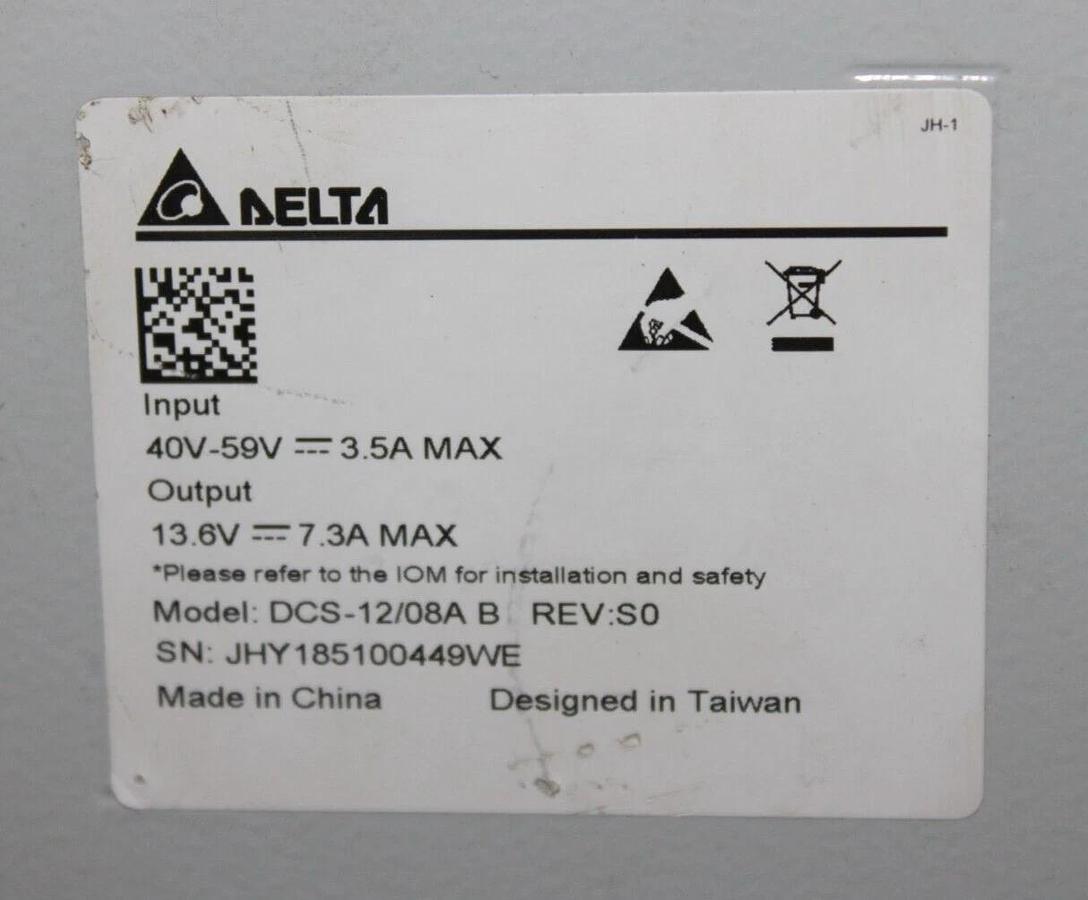 JH-1
DELTA
Input
40V-59V ⎓ 3.5A MAX
Output
13.6V ⎓ 7.3A MAX
*Please refer to the IOM for installation and safety
Model: DCS-12/08A B REV:S0
SN: JHY185100449WE
Made in China Designed in Taiwan